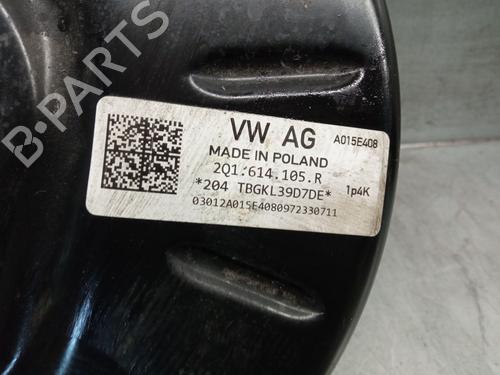 B-PARTS
VW AG
A015E408
MADE IN POLAND
2Q1.614.105.R
*204 TBGKL39D7DE*
1p4K
03012A015E4080972330711